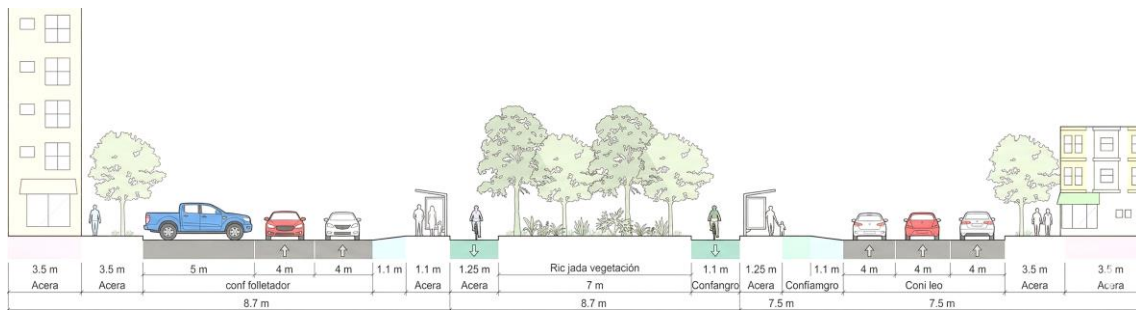 3.5 m 3.5 m 5 m 4 m 4 m 1.1 m 1.1 m 1.25 m Ric jada vegetación 1.1 m 1.25 m 1.1 m 4 m 4 m 4 m 3.5 m 3.5 m
Acera Acera conf folletador Acera 7 m Confangro Acera Confíamgro Coni leo Acera Acera
8.7 m 8.7 m 7.5 m 7.5 m